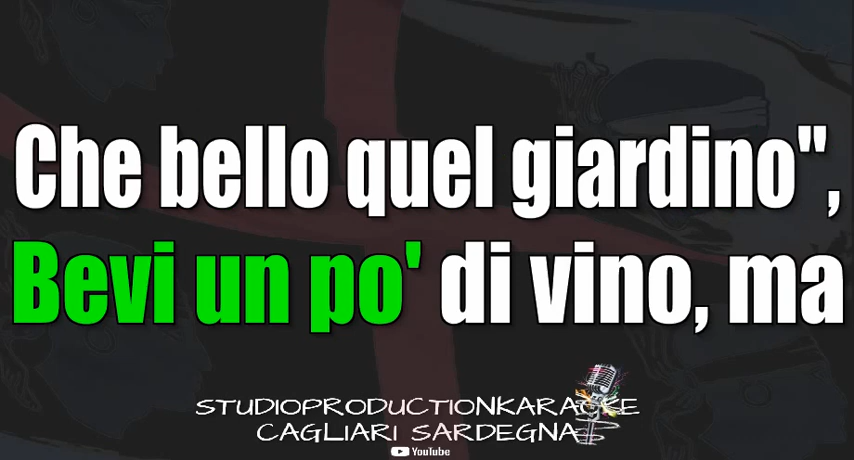 Che bello quel giardino",
Bevi un po' di vino, ma
STUDIOPRODUCTIONKARAOKE
CAGLIARI SARDEGNA
YouTube